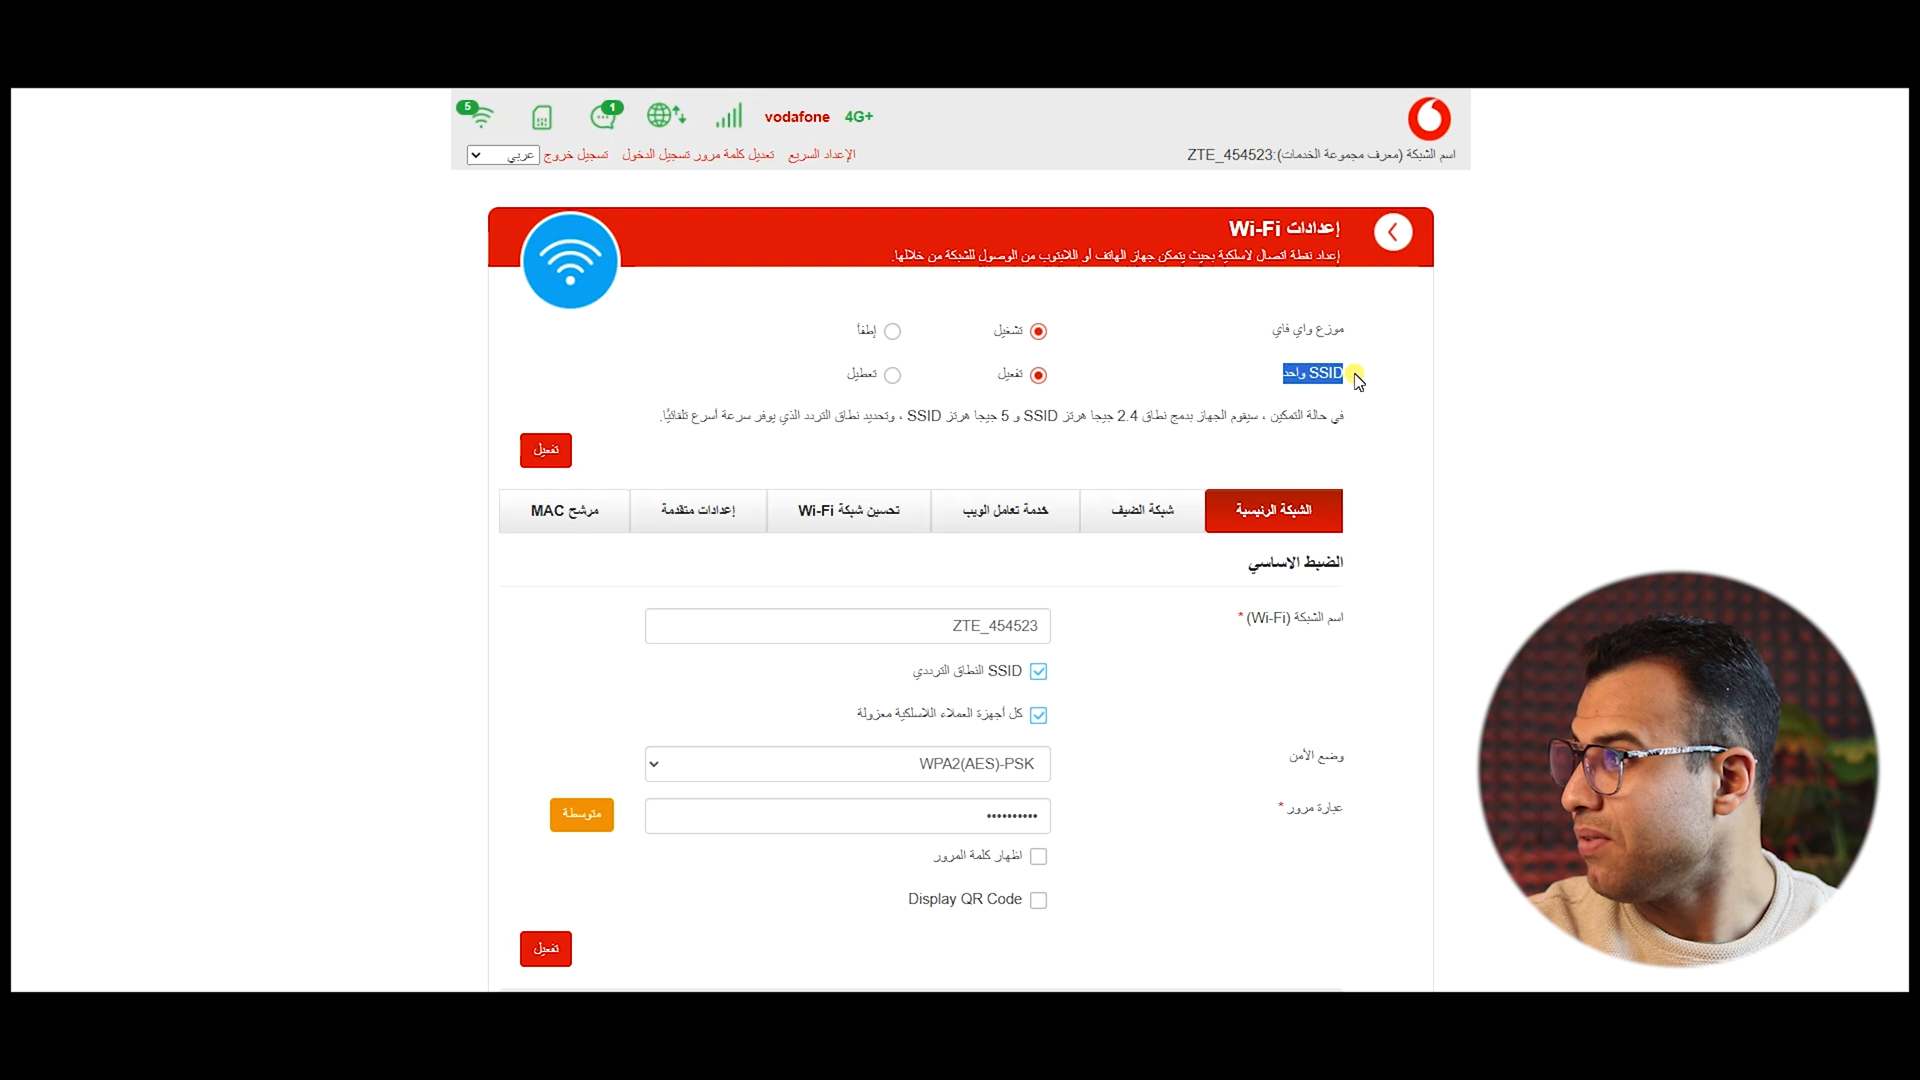 5
1
vodafone 4G+
اسم الشبكة (معرف مجموعة الخدمات):ZTE_454523
الإعداد السريع تعديل كلمة مرور تسجيل الدخول تسجيل خروج عربي
إعدادات Wi-Fi
إعداد نقطة اتصال لاسلكية بحيث يتمكن جهاز الهاتف أو اللابتوب من الوصول للشبكة من خلالها.
موزع واي فاي تشغيل إطفأ
SSID واحد تفعيل تعطيل
في حالة التمكين ، سيقوم الجهاز بدمج نطاق 2.4 جيجا هرتز SSID و 5 جيجا هرتز SSID ، وتحديد نطاق التردد الذي يوفر سرعة أسرع تلقائيًا.
تفعيل
الشبكة الرئيسية شبكة الضيف خدمة تعامل الويب تحسين شبكة Wi-Fi إعدادات متقدمة مرشح MAC
الضبط الاساسي
اسم الشبكة (Wi-Fi) * ZTE_454523
SSID النطاق الترددي
كل أجهزة العملاء اللاسلكية معزولة
وضع الأمن WPA2(AES)-PSK
عبارة مرور * •••••••••• متوسطة
اظهار كلمة المرور
Display QR Code
تفعيل